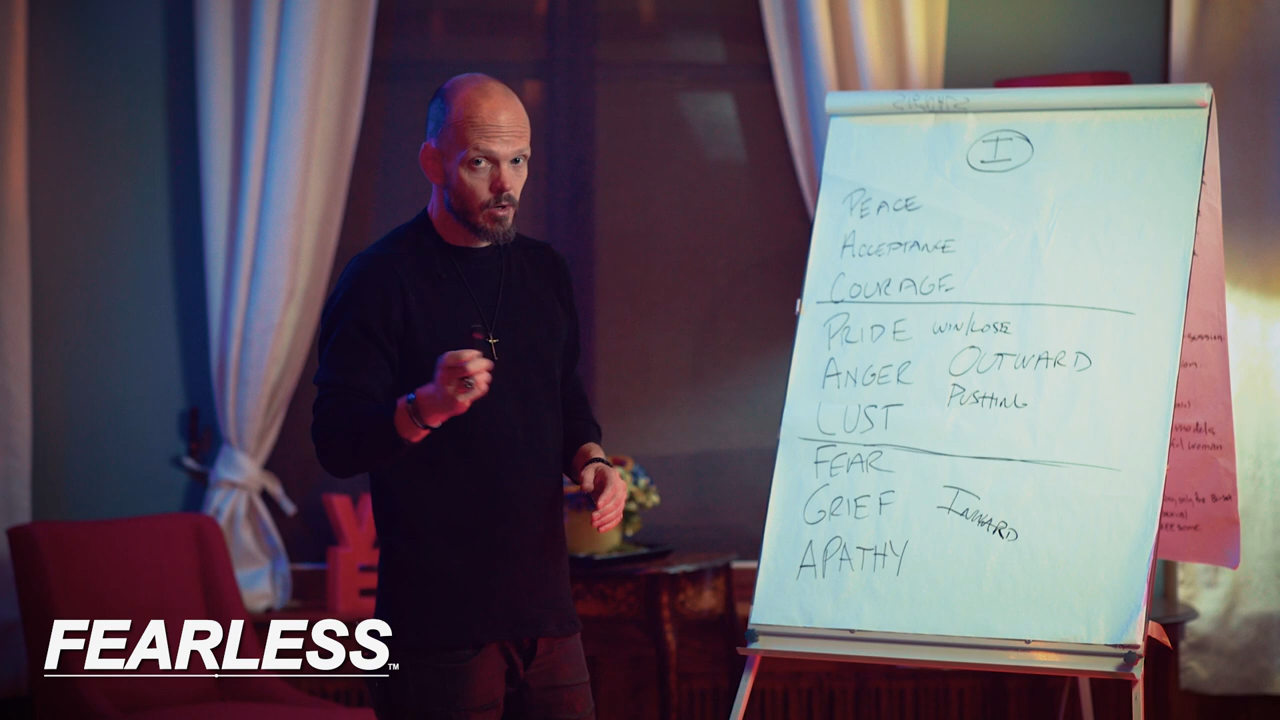 I
PEACE
ACCEPTANCE
COURAGE
PRIDE WIN/LOSE
ANGER OUTWARD
PUSHING
LUST
FEAR
GRIEF INWARD
APATHY
FEARLESS™